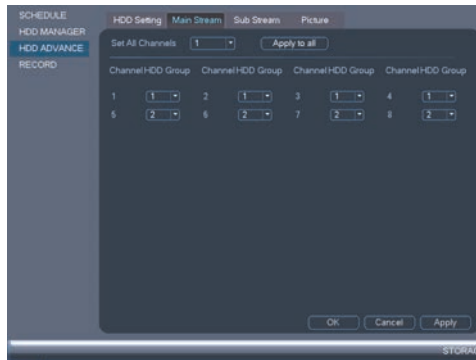 SCHEDULE
HDD MANAGER
HDD ADVANCE
RECORD
HDD Setting Main Stream Sub Stream Picture
Set All Channels 1 Apply to all
Channel HDD Group Channel HDD Group Channel HDD Group Channel HDD Group
1 1 2 1 3 1 4 1
5 2 6 2 7 2 8 2
OK Cancel Apply